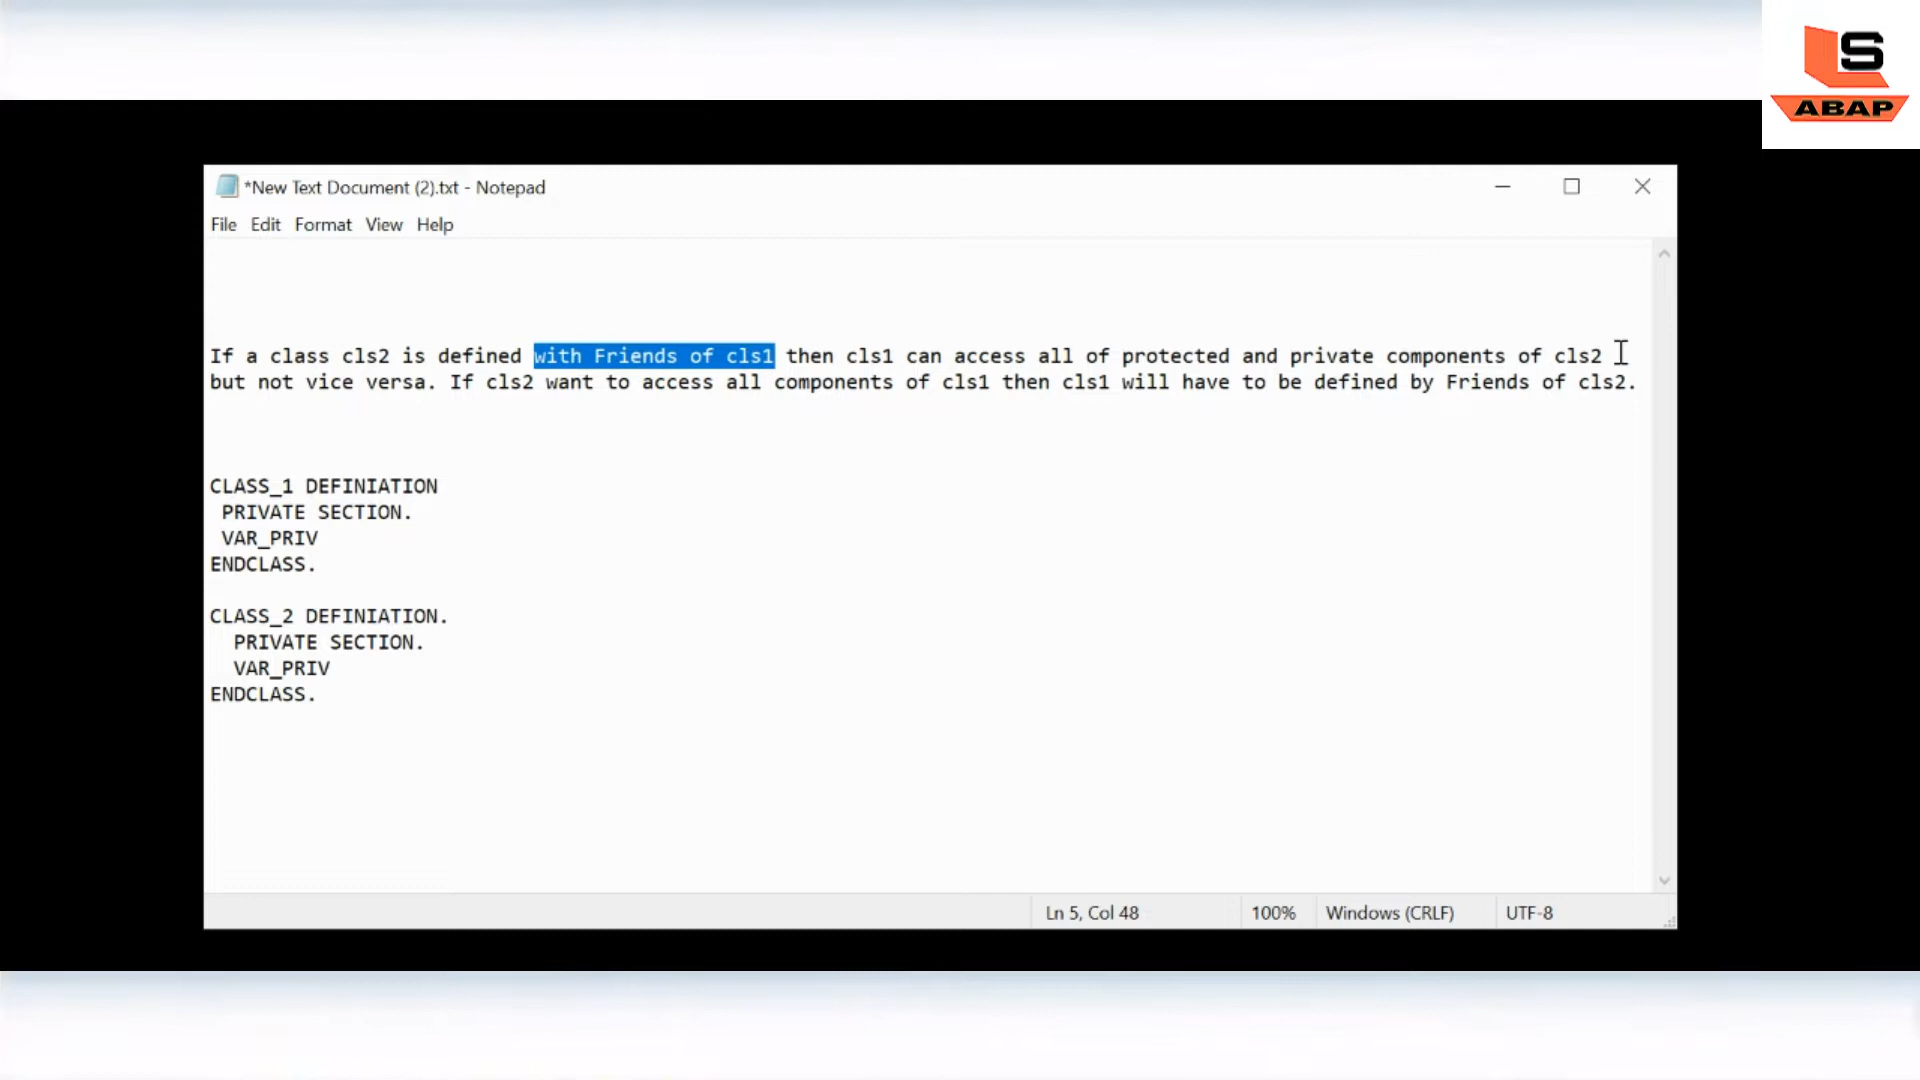 LS
ABAP
*New Text Document (2).txt - Notepad
File Edit Format View Help
If a class cls2 is defined with Friends of cls1 then cls1 can access all of protected and private components of cls2
but not vice versa. If cls2 want to access all components of cls1 then cls1 will have to be defined by Friends of cls2.
CLASS_1 DEFINIATION
PRIVATE SECTION.
VAR_PRIV
ENDCLASS.
CLASS_2 DEFINIATION.
PRIVATE SECTION.
VAR_PRIV
ENDCLASS.
Ln 5, Col 48 100% Windows (CRLF) UTF-8